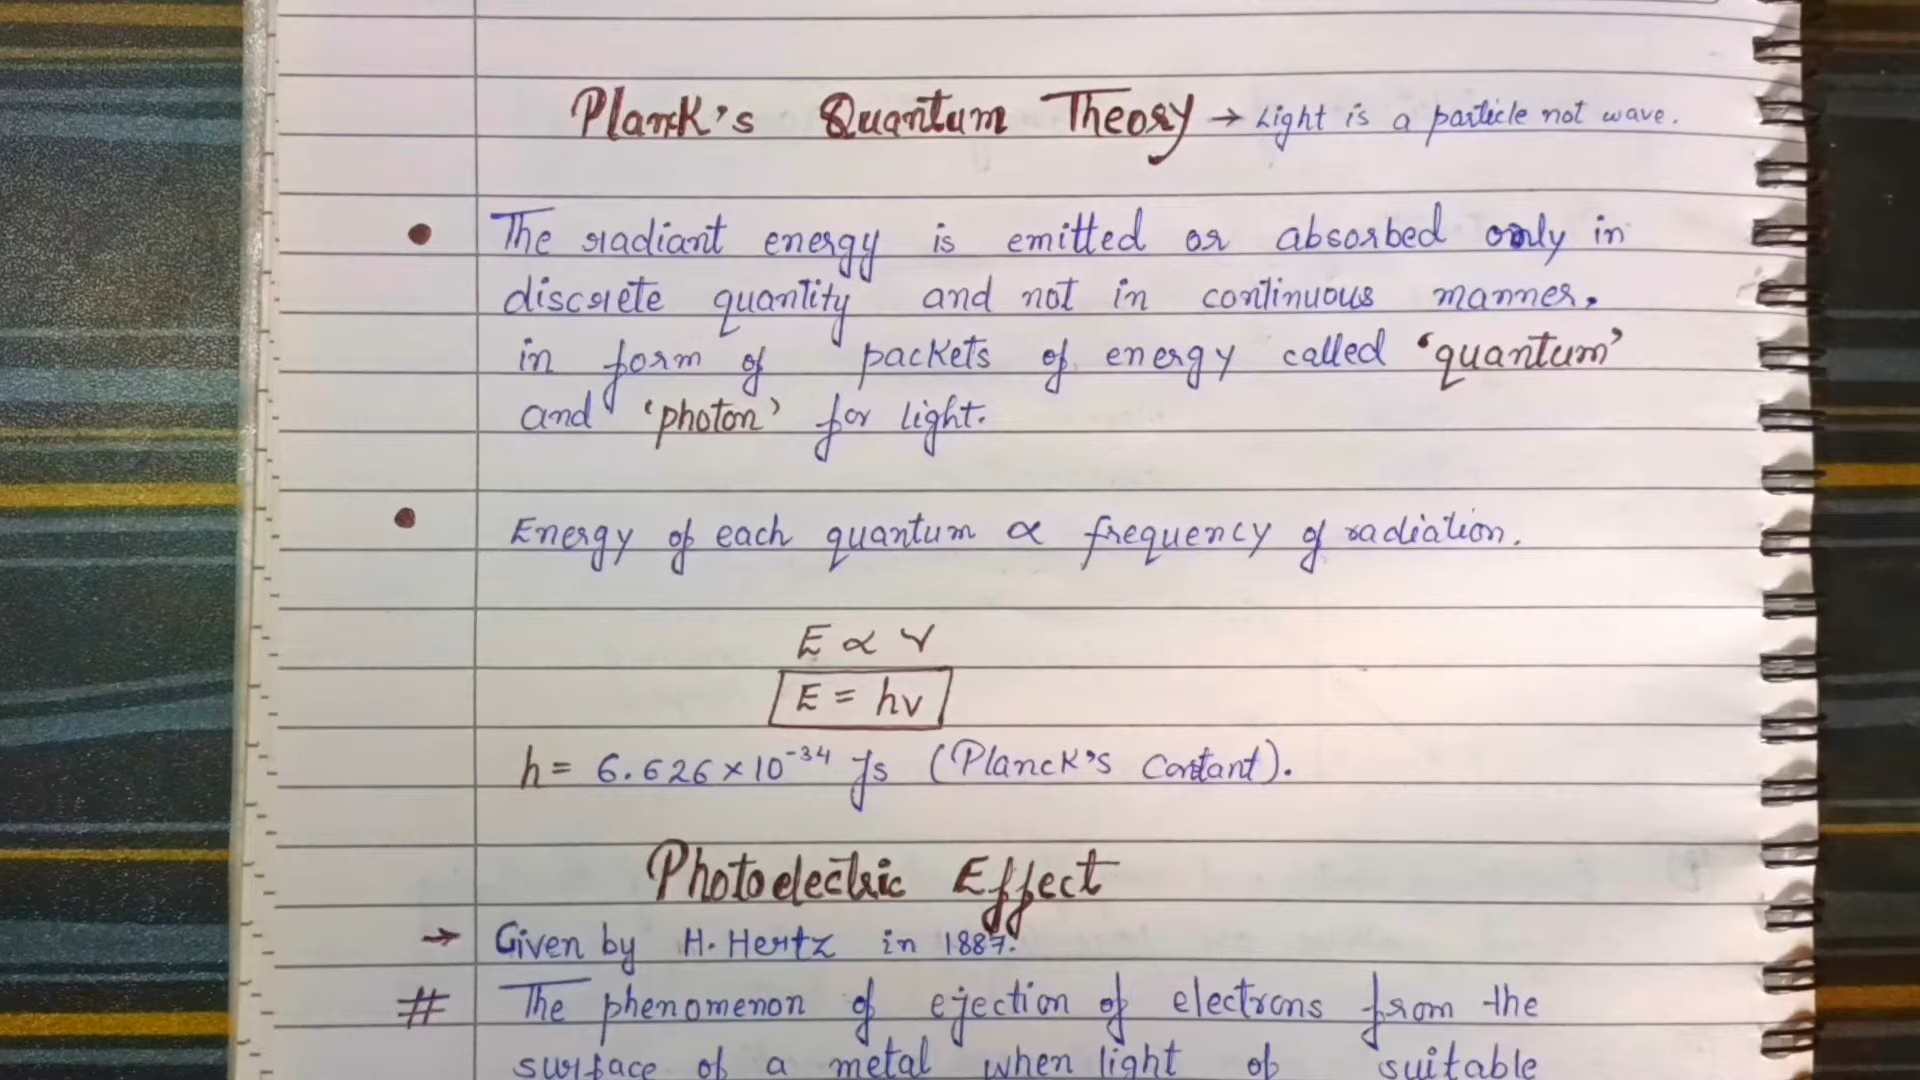 Plank's Quantum Theory → Light is a particle not wave.
• The radiant energy is emitted or absorbed only in
discrete quantity and not in continuous manner,
in form of packets of energy called 'quantum'
and 'photon' for light.
• Energy of each quantum ∝ frequency of radiation.
E ∝ ν
E = hν
h = 6.626×10⁻³⁴ Js (Planck's Constant).
Photoelectric Effect
→ Given by H. Hertz in 1887.
# The phenomenon of ejection of electrons from the
surface of a metal when light of suitable